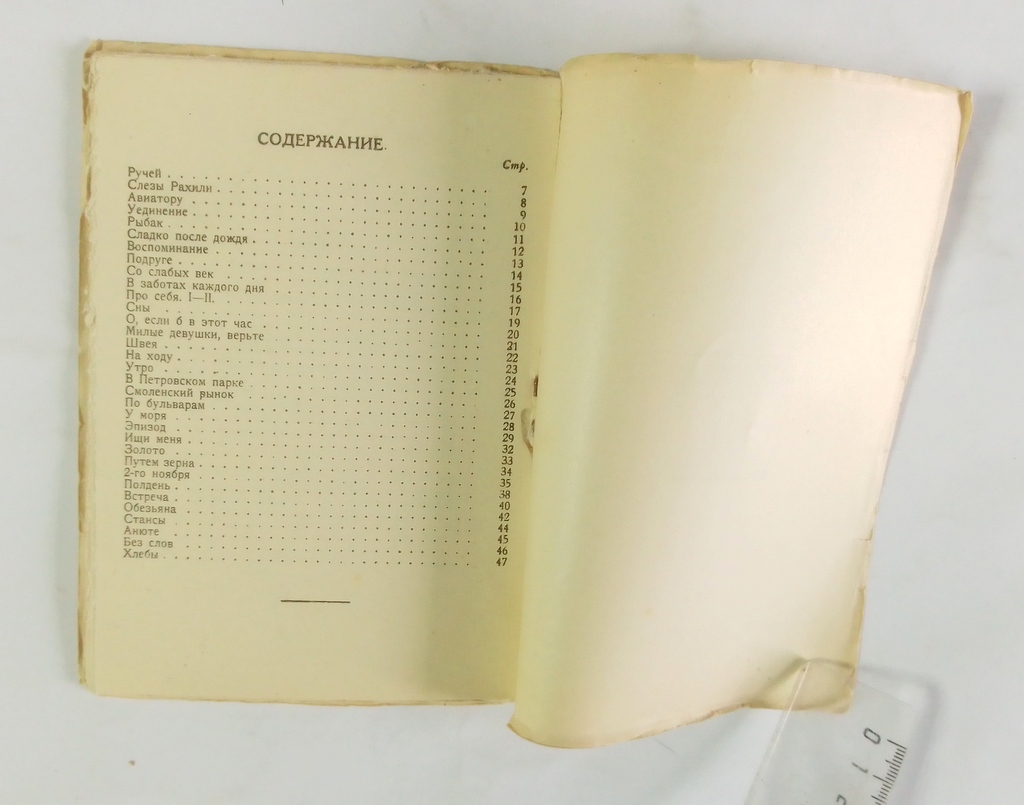 СОДЕРЖАНИЕ.
Стр.
Ручей . . . . . . . . . . 7
Слезы Рахили . . . . . . . . . . 8
Авиатору . . . . . . . . . . 9
Уединение . . . . . . . . . . 10
Рыбак . . . . . . . . . . 11
Сладко после дождя . . . . . . . . . . 12
Воспоминание . . . . . . . . . . 13
Подруге . . . . . . . . . . 14
Со слабых век . . . . . . . . . . 15
В заботах каждого дня . . . . . . . . . . 16
Про себя. I—II. . . . . . . . . . . 17
Сны . . . . . . . . . . 19
О, если б в этот час . . . . . . . . . . 20
Милые девушки, верьте . . . . . . . . . . 21
Швея . . . . . . . . . . 22
На ходу . . . . . . . . . . 23
Утро . . . . . . . . . . 24
В Петровском парке . . . . . . . . . . 25
Смоленский рынок . . . . . . . . . . 26
По бульварам . . . . . . . . . . 27
У моря . . . . . . . . . . 28
Эпизод . . . . . . . . . . 29
Ищи меня . . . . . . . . . . 32
Золото . . . . . . . . . . 33
Путем зерна . . . . . . . . . . 34
2-го ноября . . . . . . . . . . 35
Полдень . . . . . . . . . . 38
Встреча . . . . . . . . . . 40
Обезьяна . . . . . . . . . . 42
Стансы . . . . . . . . . . 44
Анюте . . . . . . . . . . 45
Без слов . . . . . . . . . . 46
Хлебы . . . . . . . . . . 47
0 1 2